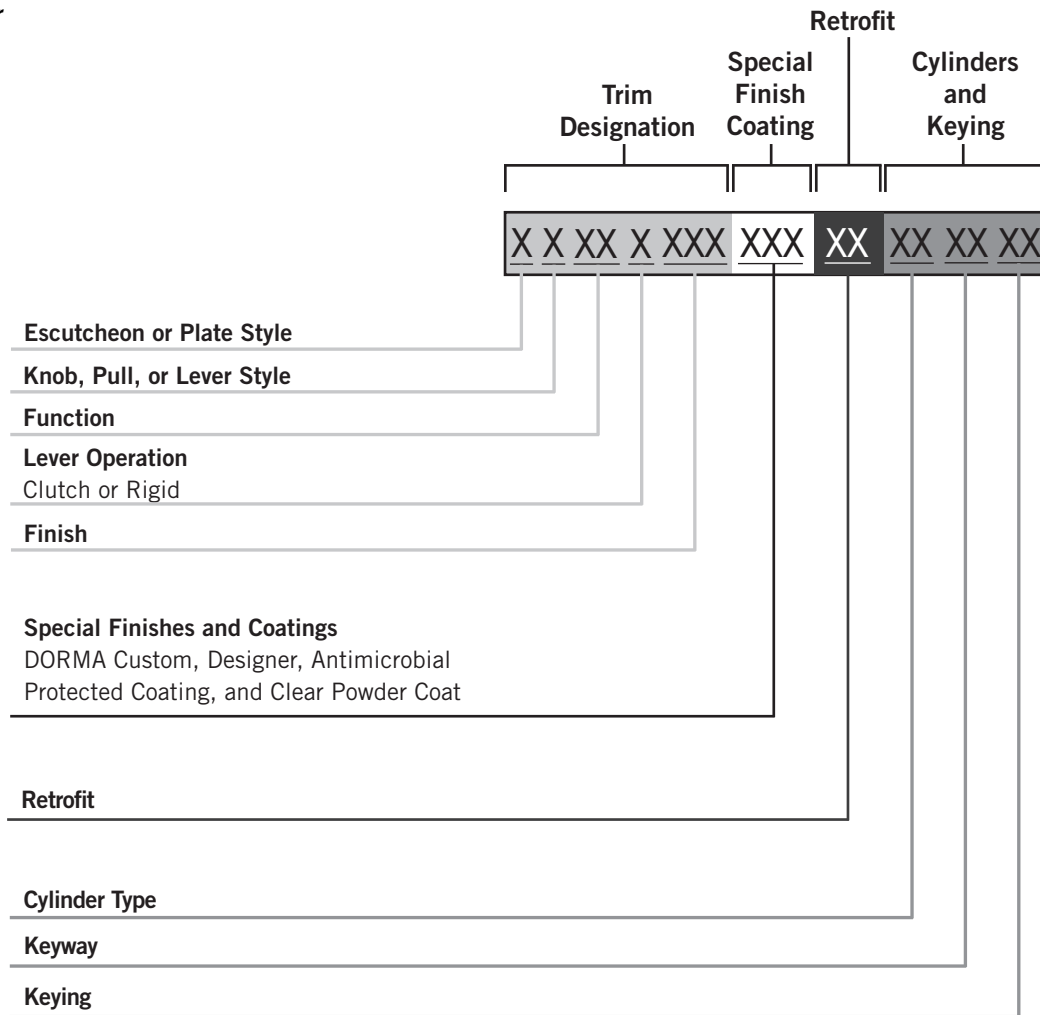 Retrofit
Special
Finish
Coating
Cylinders
and
Keying
Trim
Designation
X X XX X XXX XXX XX XX XX XX
Escutcheon or Plate Style
Knob, Pull, or Lever Style
Function
Lever Operation
Clutch or Rigid
Finish
Special Finishes and Coatings
DORMA Custom, Designer, Antimicrobial
Protected Coating, and Clear Powder Coat
Retrofit
Cylinder Type
Keyway
Keying